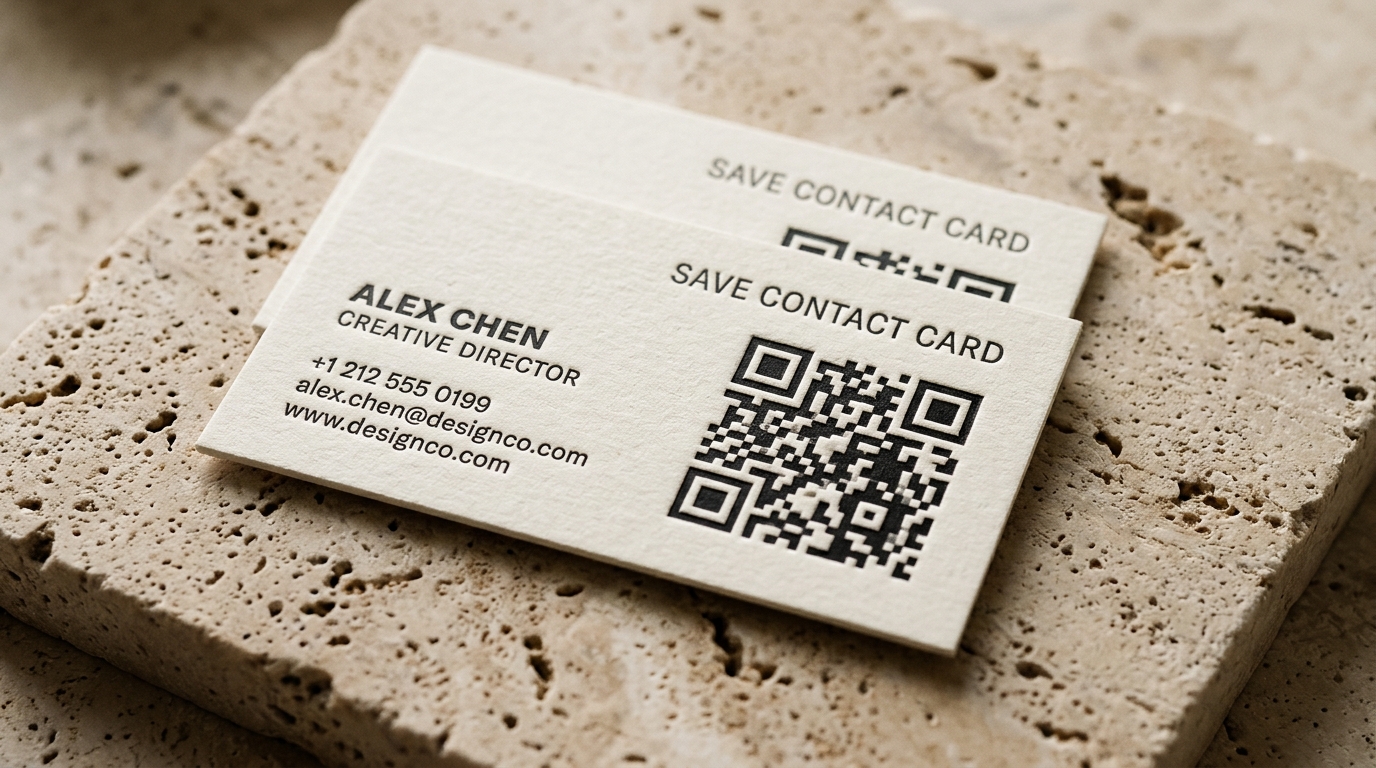 SAVE CONTACT CARD
SAVE CONTACT CARD
ALEX CHEN
CREATIVE DIRECTOR
+1 212 555 0199
alex.chen@designco.com
www.designco.com